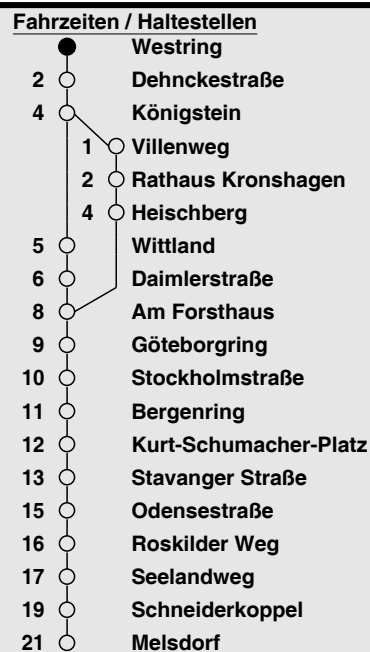 Fahrzeiten / Haltestellen
Westring
2 Dehnckestraße
4 Königstein
1 Villenweg
2 Rathaus Kronshagen
4 Heischberg
5 Wittland
6 Daimlerstraße
8 Am Forsthaus
9 Göteborgring
10 Stockholmstraße
11 Bergenring
12 Kurt-Schumacher-Platz
13 Stavanger Straße
15 Odensestraße
16 Roskilder Weg
17 Seelandweg
19 Schneiderkoppel
21 Melsdorf